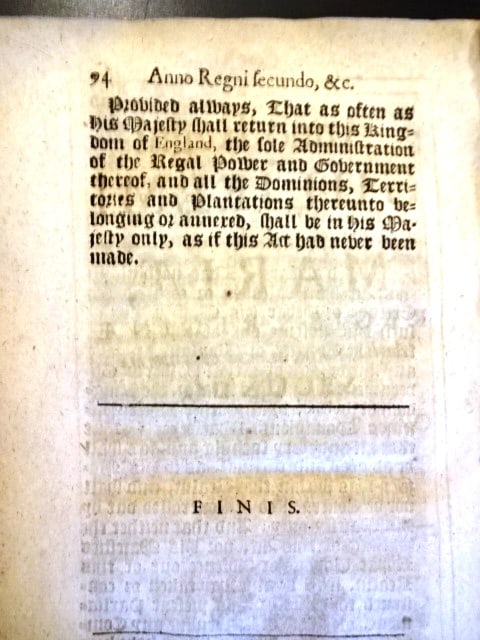 94 Anno Regni ſecundo, &c.
Provided always, That as often as
His Majeſty ſhall return into this King-
dom of England, the ſole Adminiſtration
of the Regal Power and Government
thereof, and all the Dominions, Terri-
tories and Plantations thereunto be-
longing or annexed, ſhall be in His Ma-
jeſty only, as if this Act had never been
made.
FINIS.